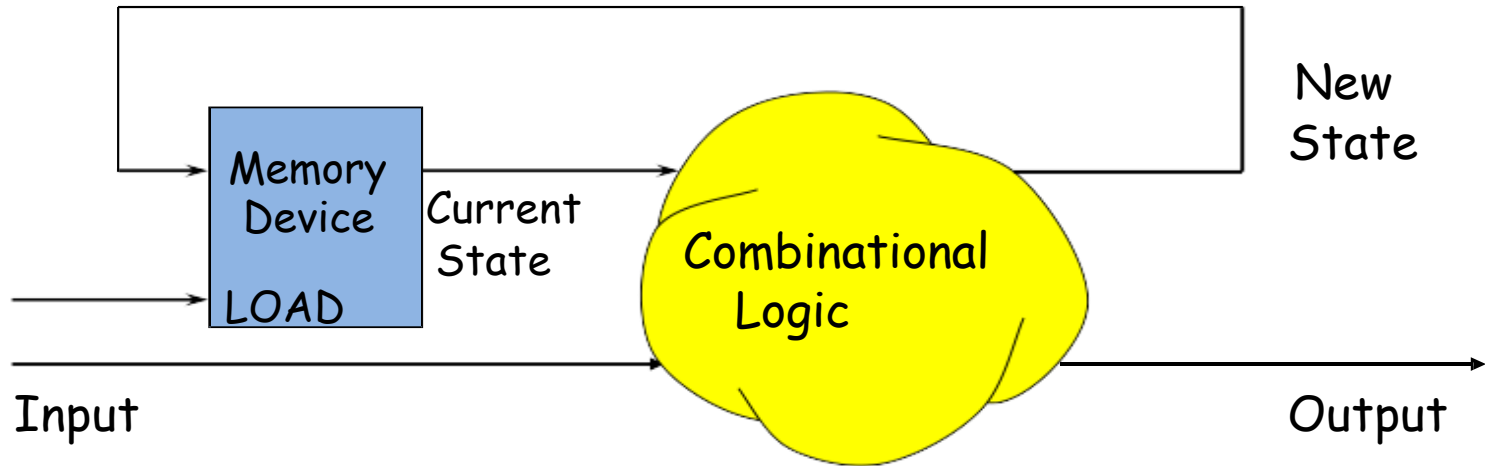 New
State
Memory
Device
Current
State
LOAD
Combinational
Logic
Input
Output